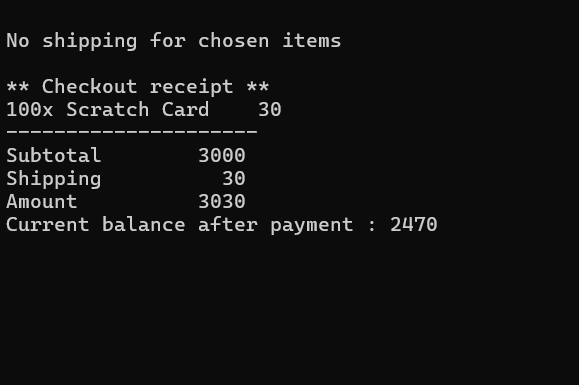 No shipping for chosen items
** Checkout receipt **
100x Scratch Card    30
---------------------
Subtotal        3000
Shipping          30
Amount          3030
Current balance after payment : 2470